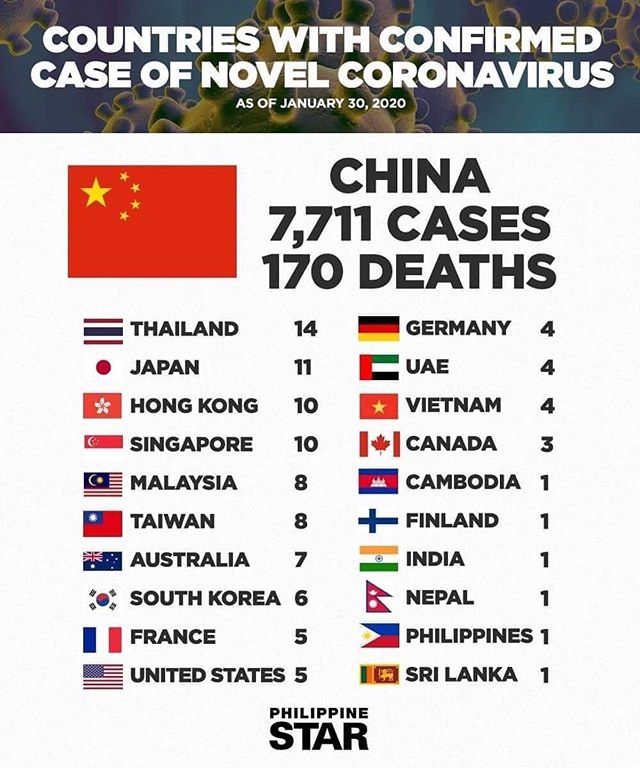 COUNTRIES WITH CONFIRMED
CASE OF NOVEL CORONAVIRUS
AS OF JANUARY 30, 2020
CHINA
7,711 CASES
170 DEATHS
THAILAND 14
JAPAN 11
HONG KONG 10
SINGAPORE 10
MALAYSIA 8
TAIWAN 8
AUSTRALIA 7
SOUTH KOREA 6
FRANCE 5
UNITED STATES 5
GERMANY 4
UAE 4
VIETNAM 4
CANADA 3
CAMBODIA 1
FINLAND 1
INDIA 1
NEPAL 1
PHILIPPINES 1
SRI LANKA 1
PHILIPPINE
STAR